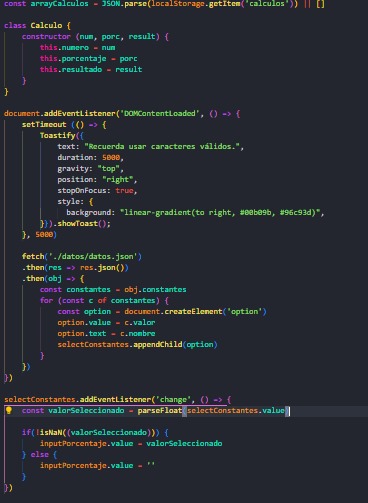 const arrayCalculos = JSON.parse(localStorage.getItem('calculos')) || []
class Calculo {
constructor (num, porc, result) {
this.numero = num
this.porcentaje = porc
this.resultado = result
}
}
document.addEventListener('DOMContentLoaded', () => {
setTimeout (() => {
Toastify({
text: "Recuerda usar caracteres válidos.",
duration: 5000,
gravity: "top",
position: "right",
stopOnFocus: true,
style: {
background: "linear-gradient(to right, #00b09b, #96c93d)",
}}).showToast();
}, 5000)
fetch('./datos/datos.json')
.then(res => res.json())
.then(obj => {
const constantes = obj.constantes
for (const c of constantes) {
const option = document.createElement('option')
option.value = c.valor
option.text = c.nombre
selectConstantes.appendChild(option)
}
})
})
selectConstantes.addEventListener('change', () => {
const valorSeleccionado = parseFloat(selectConstantes.value)
if(!isNaN((valorSeleccionado))) {
inputPorcentaje.value = valorSeleccionado
} else {
inputPorcentaje.value = ''
}
})